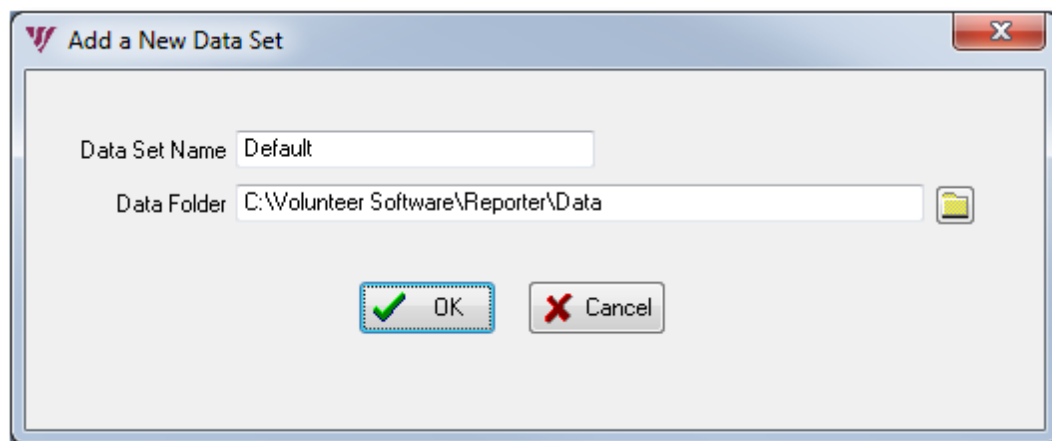 Add a New Data Set
Data Set Name Default
Data Folder C:\Volunteer Software\Reporter\Data
OK Cancel